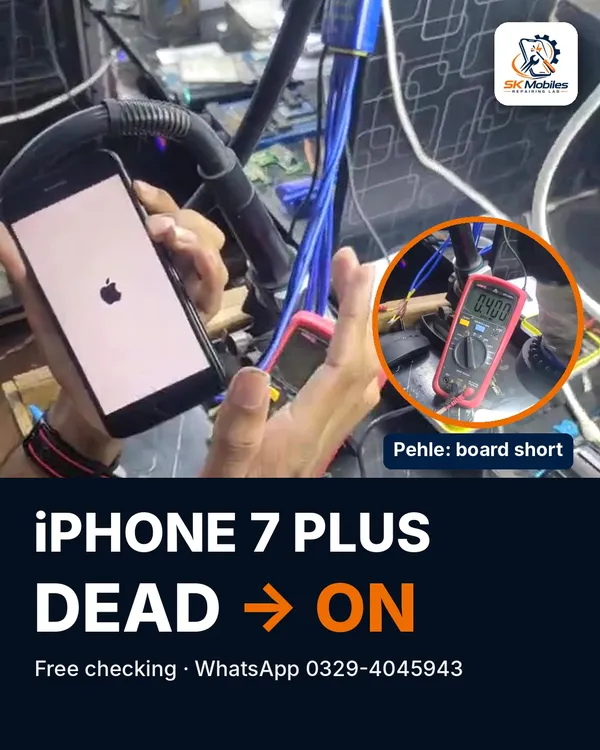 SK Mobiles
REPAIRING LAB
0.400
Pehle: board short
iPHONE 7 PLUS
DEAD → ON
Free checking · WhatsApp 0329-4045943